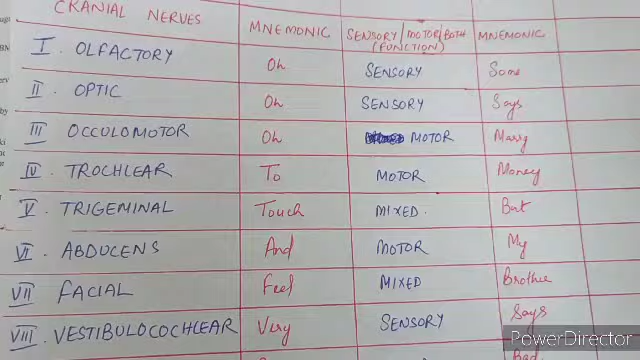 CRANIAL NERVES MNEMONIC SENSORY/MOTOR/BOTH (FUNCTION) MNEMONIC
I. OLFACTORY Oh SENSORY Some
II. OPTIC Oh SENSORY Says
III. OCCULOMOTOR Oh MOTOR Marry
IV. TROCHLEAR To MOTOR Money
V. TRIGEMINAL Touch MIXED. But
VI. ABDUCENS And MOTOR My
VII FACIAL Feel MIXED Brother
VIII. VESTIBULOCOCHLEAR Very SENSORY Says
PowerDirector